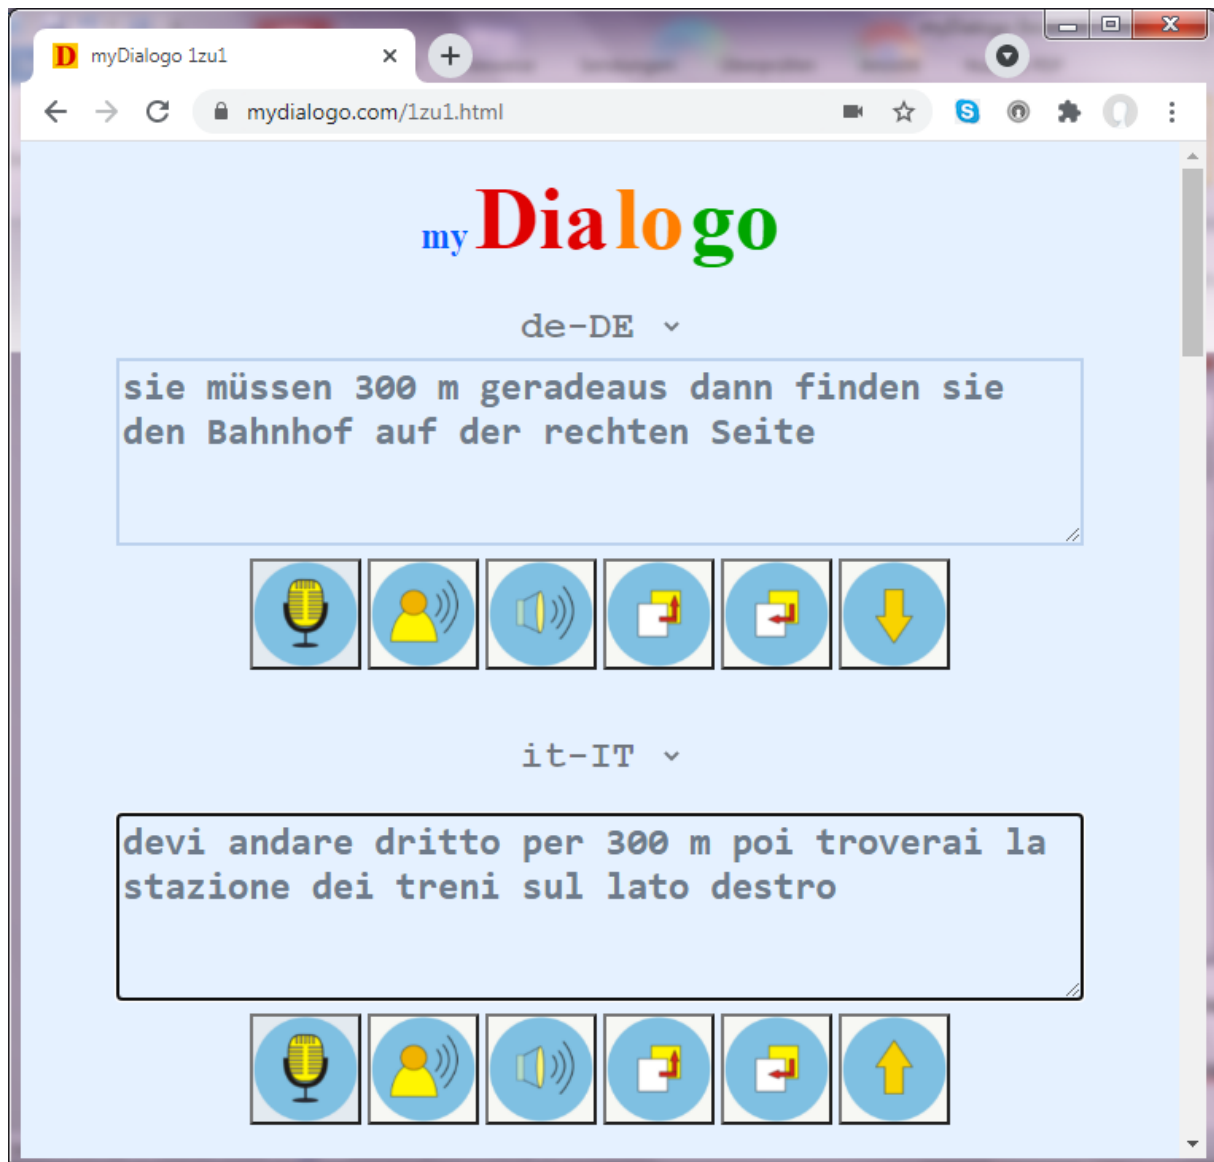 myDialogo 1zu1
mydialogo.com/1zu1.html
my Dialogo
de-DE
sie müssen 300 m geradeaus dann finden sie
den Bahnhof auf der rechten Seite
it-IT
devi andare dritto per 300 m poi troverai la
stazione dei treni sul lato destro